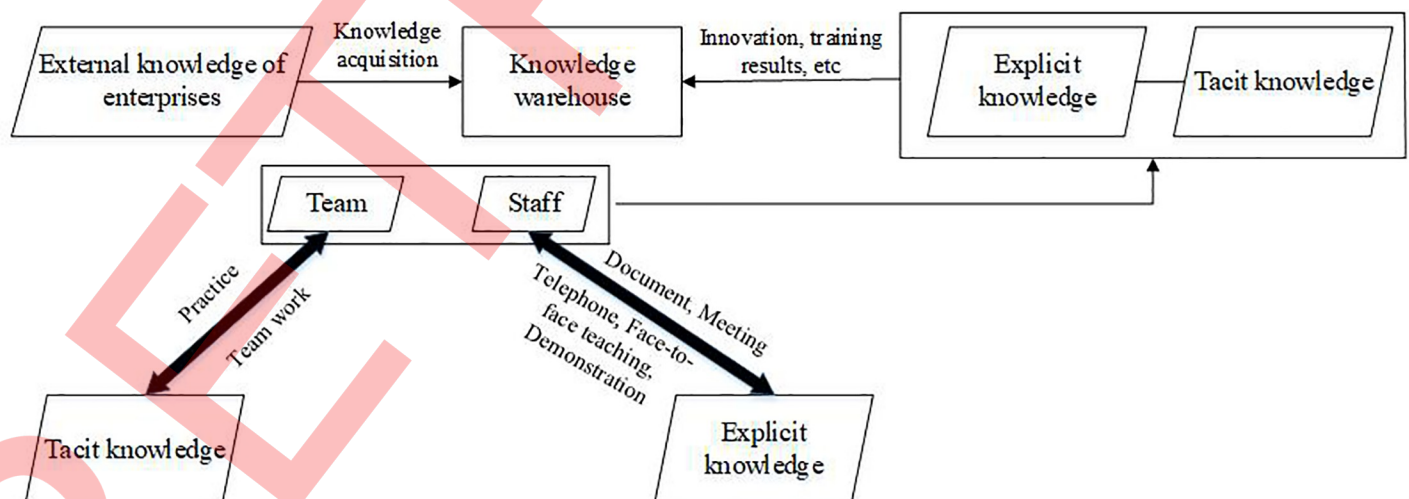 External knowledge of
enterprises
Knowledge
acquisition
Knowledge
warehouse
Innovation, training
results, etc
Explicit
knowledge
Tacit knowledge
Team
Staff
Practice
Team work
Document, Meeting
Telephone, Face-to-
face teaching,
Demonstration
Tacit knowledge
Explicit
knowledge